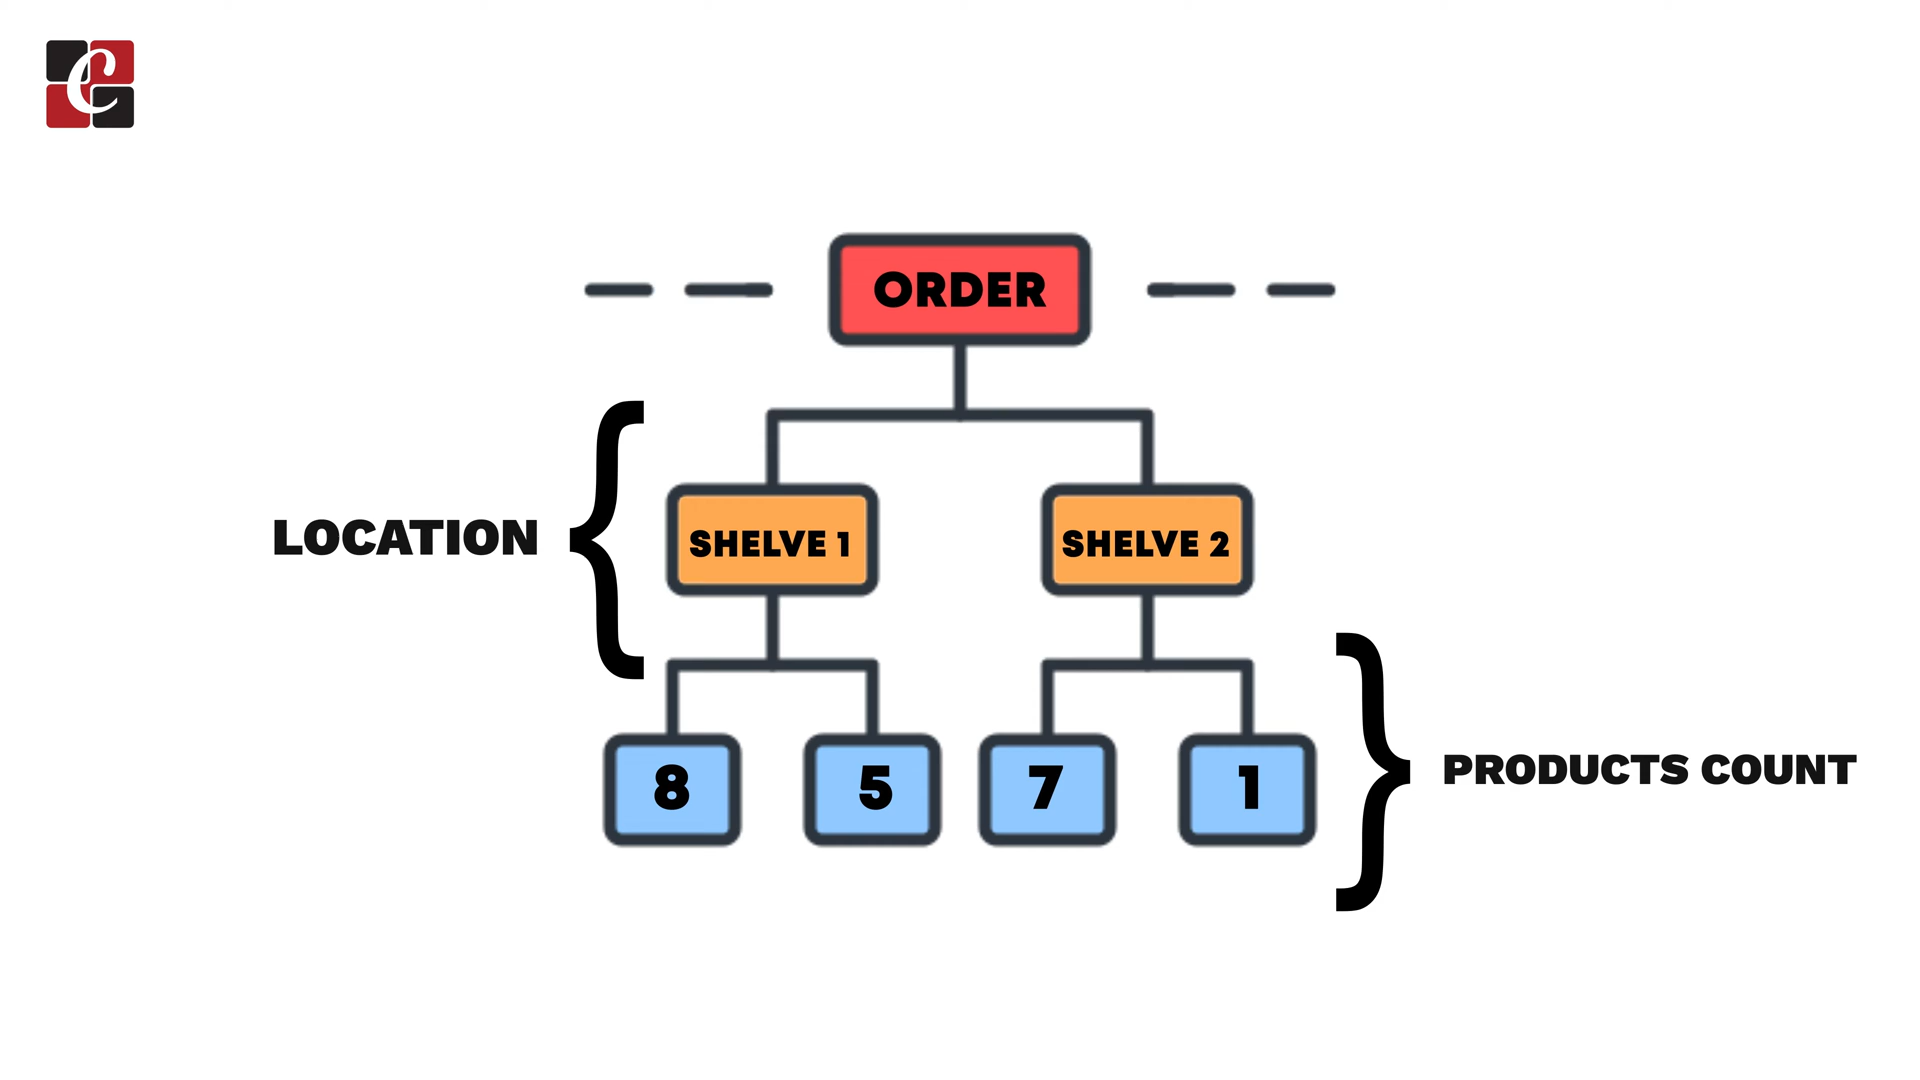 C
ORDER
LOCATION
SHELVE 1
SHELVE 2
8
5
7
1
PRODUCTS COUNT